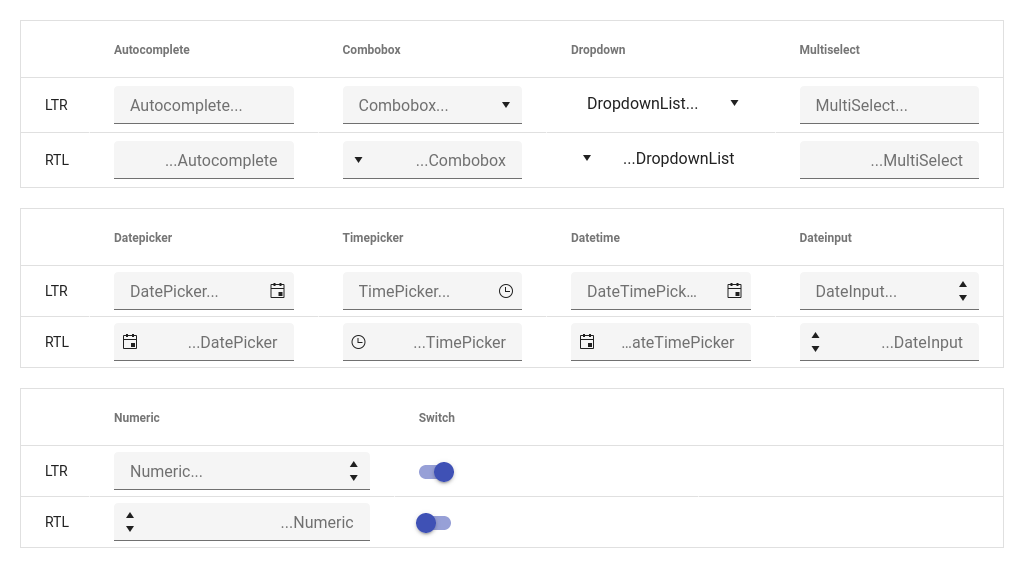 Autocomplete Combobox Dropdown Multiselect
LTR Autocomplete... Combobox... DropdownList... MultiSelect...
RTL ...Autocomplete ...Combobox ...DropdownList ...MultiSelect
Datepicker Timepicker Datetime Dateinput
LTR DatePicker... TimePicker... DateTimePick... DateInput...
RTL ...DatePicker ...TimePicker ...ateTimePicker ...DateInput
Numeric Switch
LTR Numeric...
RTL ...Numeric